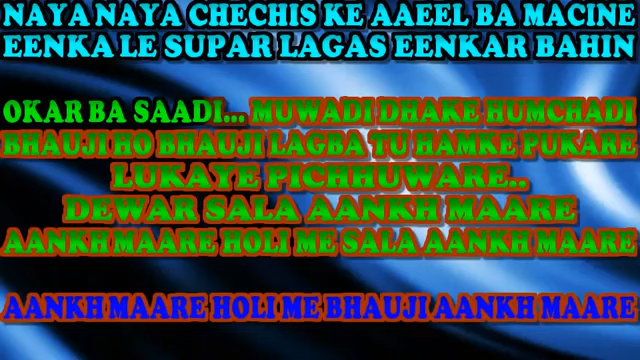 NAYA NAYA CHECHIS KE AAEEL BA MACINE
EENKA LE SUPAR LAGAS EENKAR BAHIN
OKAR BA SAADI... MUWADI DHAKE HUMCHADI
BHAUJI HO BHAUJI LAGBA TU HAMKE PUKARE
LUKAYE PICHHUWARE..
DEWAR SALA AANKH MAARE
AANKH MAARE HOLI ME SALA AANKH MAARE
AANKH MAARE HOLI ME BHAUJI AANKH MAARE